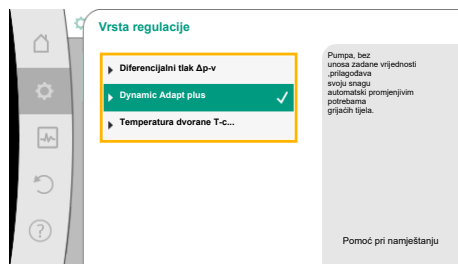 Vrsta regulacije
Diferencijalni tlak Δp-v
Dynamic Adapt plus
Temperatura dvorane T-c...
Pumpa, bez
unosa zadane vrijednosti
,prilagođava
svoju snagu
automatski promjenjivim
potrebama
grijaćih tijela.
Pomoć pri namještanju